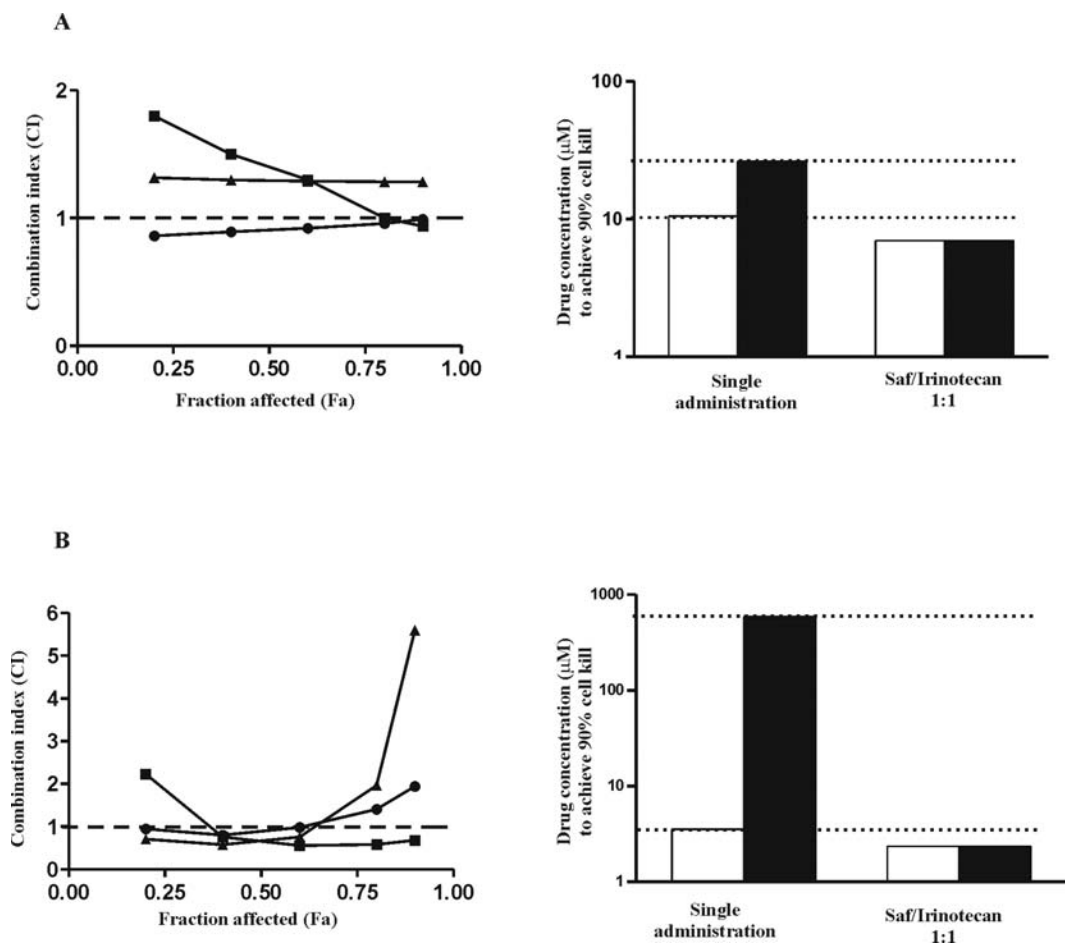 A
2
1
0
0.00
0.25
0.50
0.75
1.00
Combination index (CI)
Fraction affected (Fa)
100
10
1
Drug concentration (μM)
to achieve 90% cell kill
Single
administration
Saf/Irinotecan
1:1
B
6
5
4
3
2
1
0
0.00
0.25
0.50
0.75
1.00
Combination index (CI)
Fraction affected (Fa)
1000
100
10
1
Drug concentration (μM)
to achieve 90% cell kill
Single
administration
Saf/Irinotecan
1:1